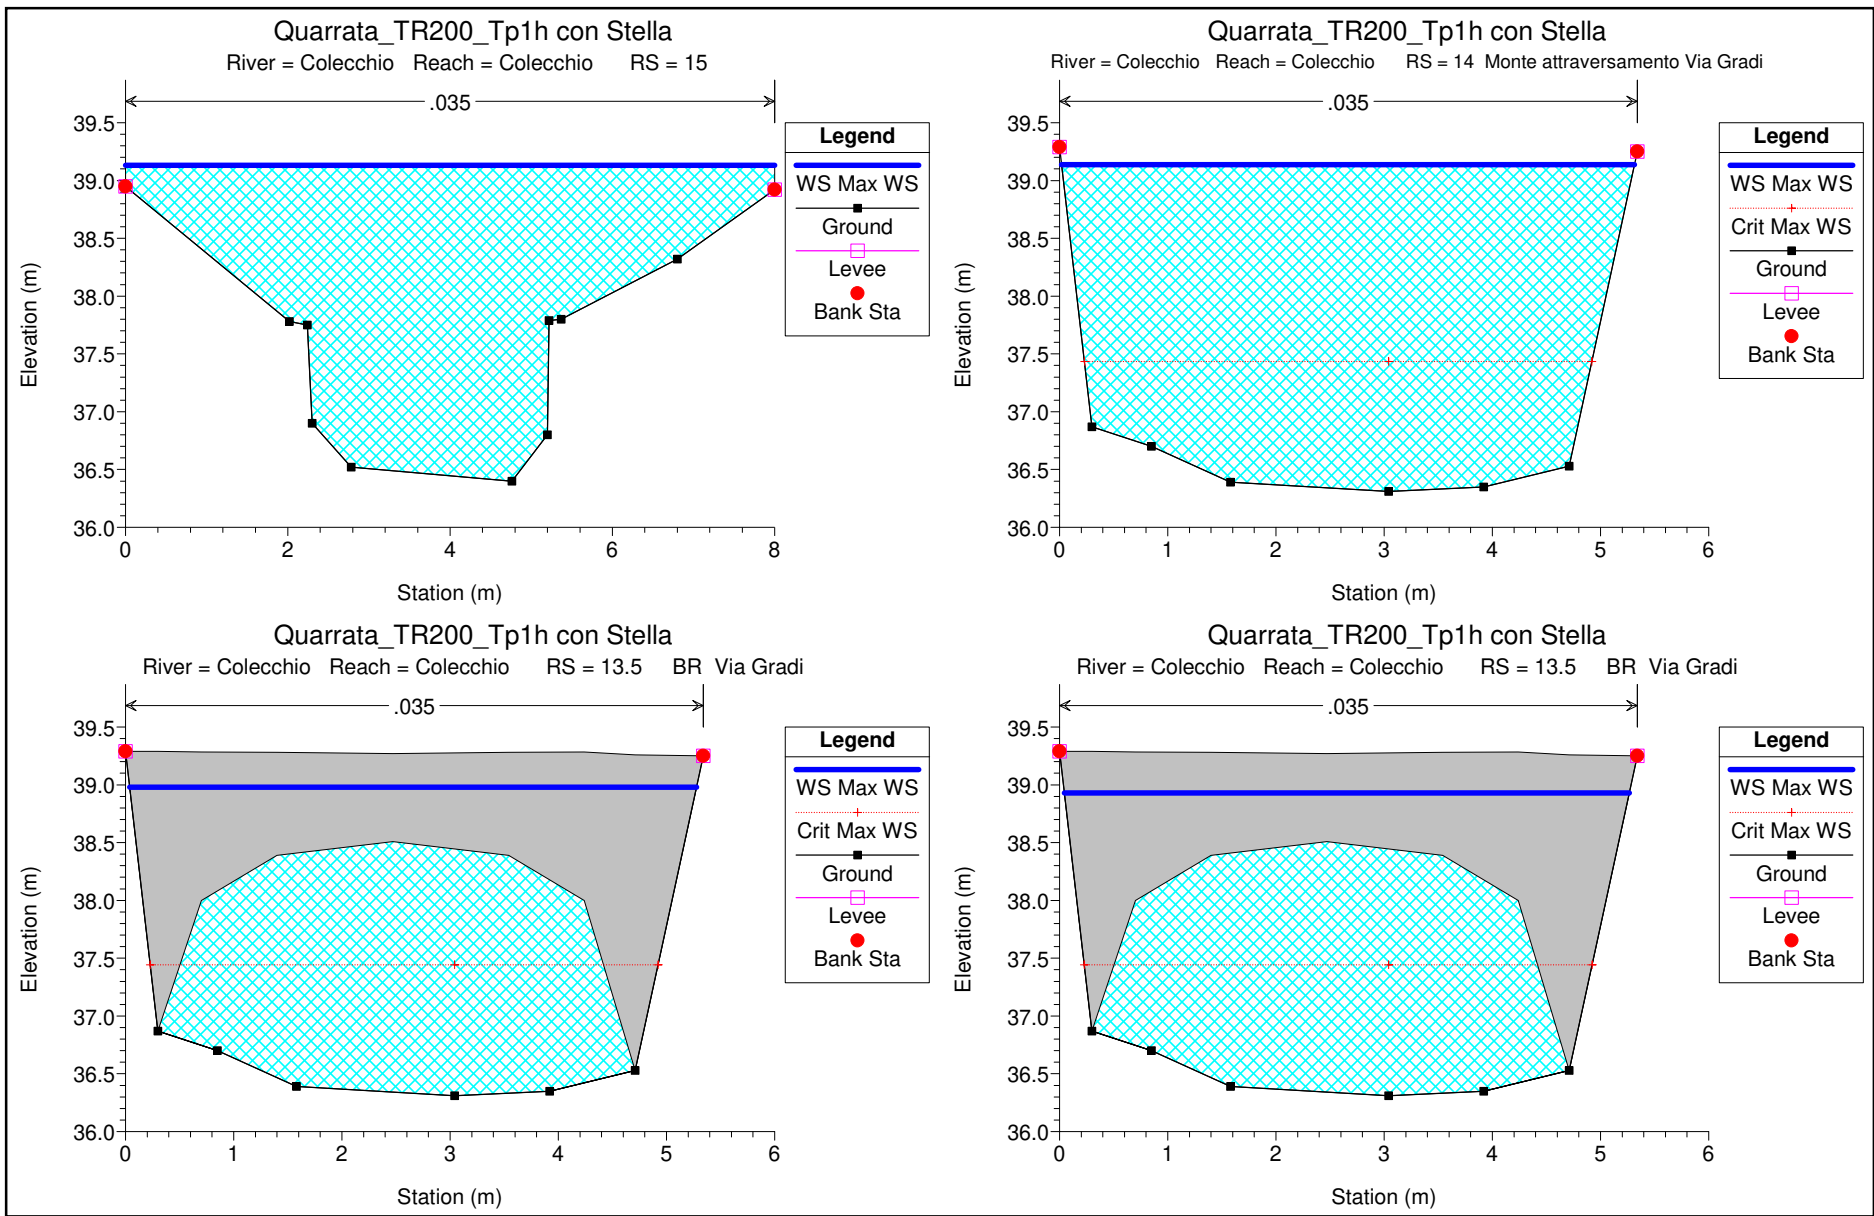 Quarrata_TR200_Tp1h con Stella
River = Colecchio Reach = Colecchio RS = 15
.035
39.5
39.0
38.5
38.0
37.5
37.0
36.5
36.0
Elevation (m)
0 2 4 6 8
Station (m)
Legend
WS Max WS
Ground
Levee
Bank Sta
Quarrata_TR200_Tp1h con Stella
River = Colecchio Reach = Colecchio RS = 14 Monte attraversamento Via Gradi
.035
39.5
39.0
38.5
38.0
37.5
37.0
36.5
36.0
Elevation (m)
0 1 2 3 4 5 6
Station (m)
Legend
WS Max WS
Crit Max WS
Ground
Levee
Bank Sta
Quarrata_TR200_Tp1h con Stella
River = Colecchio Reach = Colecchio RS = 13.5 BR Via Gradi
.035
39.5
39.0
38.5
38.0
37.5
37.0
36.5
36.0
Elevation (m)
0 1 2 3 4 5 6
Station (m)
Legend
WS Max WS
Crit Max WS
Ground
Levee
Bank Sta
Quarrata_TR200_Tp1h con Stella
River = Colecchio Reach = Colecchio RS = 13.5 BR Via Gradi
.035
39.5
39.0
38.5
38.0
37.5
37.0
36.5
36.0
Elevation (m)
0 1 2 3 4 5 6
Station (m)
Legend
WS Max WS
Crit Max WS
Ground
Levee
Bank Sta